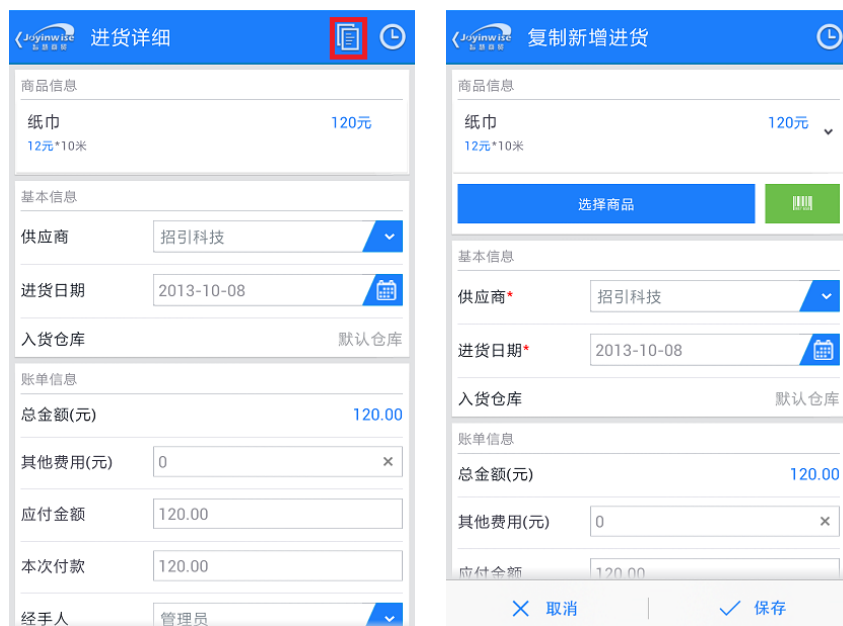 Joyinwise
进货详细
商品信息
纸巾
120元
12元*10米
基本信息
供应商
招引科技
进货日期
2013-10-08
入货仓库
默认仓库
账单信息
总金额(元)
120.00
其他费用(元)
0
应付金额
120.00
本次付款
120.00
经手人
管理员
Joyinwise
复制新增进货
商品信息
纸巾
120元
12元*10米
选择商品
基本信息
供应商*
招引科技
进货日期*
2013-10-08
入货仓库
默认仓库
账单信息
总金额(元)
120.00
其他费用(元)
0
应付金额
120.00
取消
保存